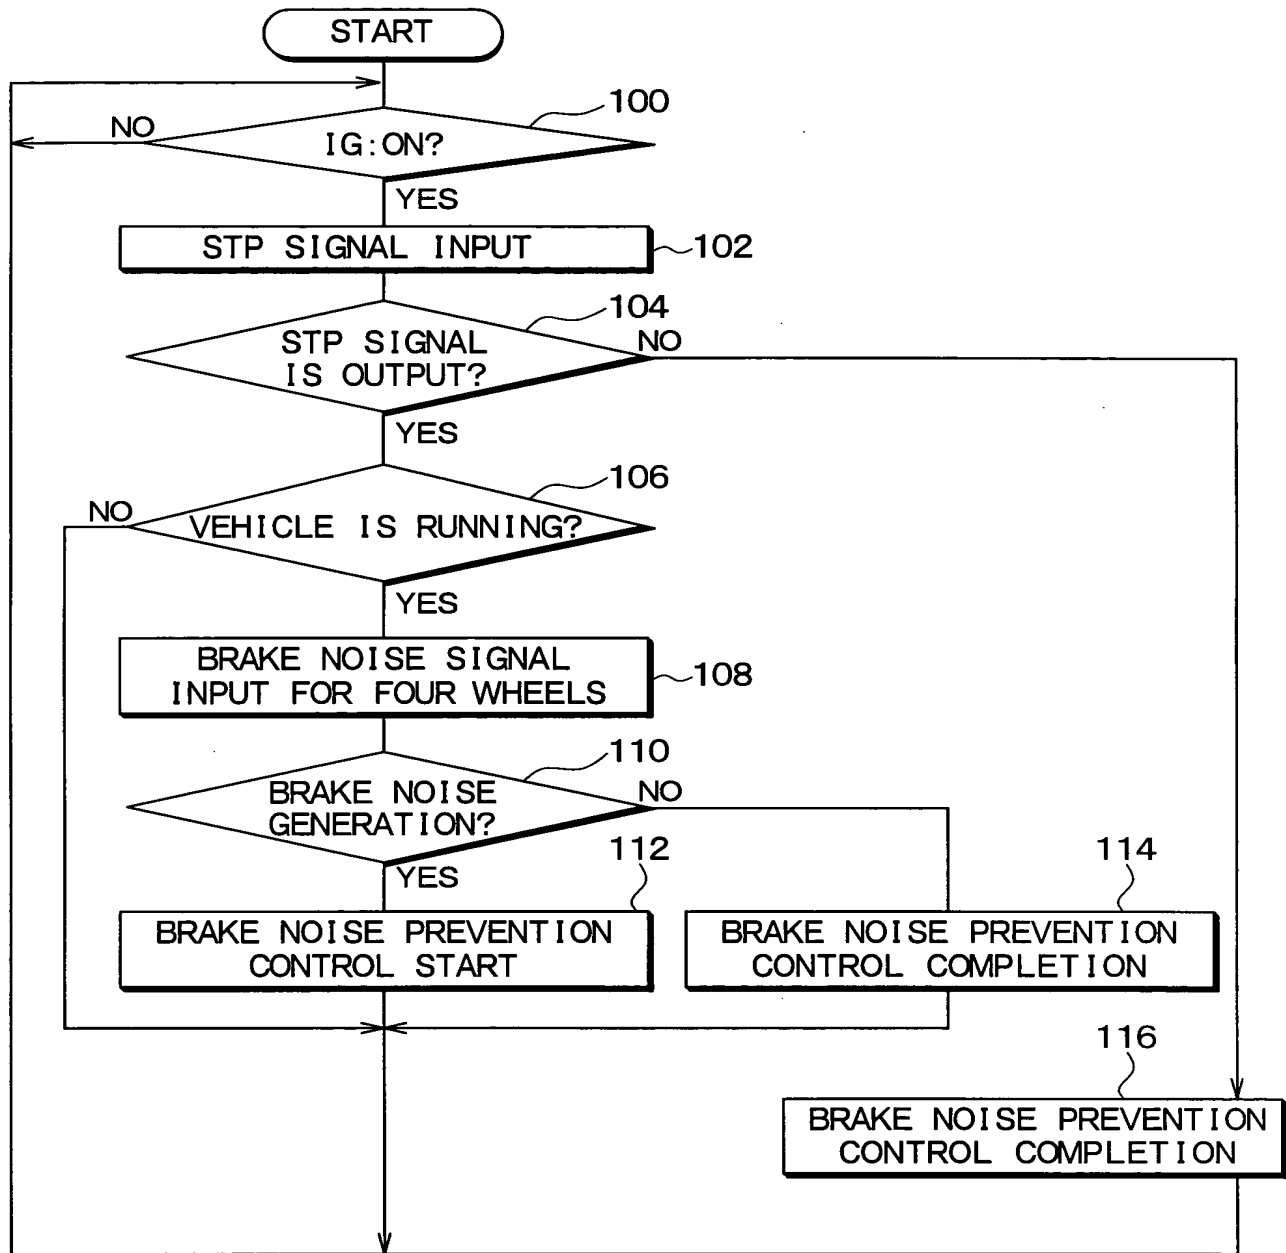 START
100
NO
IG:ON?
YES
STP SIGNAL INPUT
102
104
STP SIGNAL
IS OUTPUT?
NO
YES
106
NO
VEHICLE IS RUNNING?
YES
BRAKE NOISE SIGNAL
INPUT FOR FOUR WHEELS
108
110
BRAKE NOISE
GENERATION?
NO
YES
112
114
BRAKE NOISE PREVENTION
CONTROL START
BRAKE NOISE PREVENTION
CONTROL COMPLETION
116
BRAKE NOISE PREVENTION
CONTROL COMPLETION